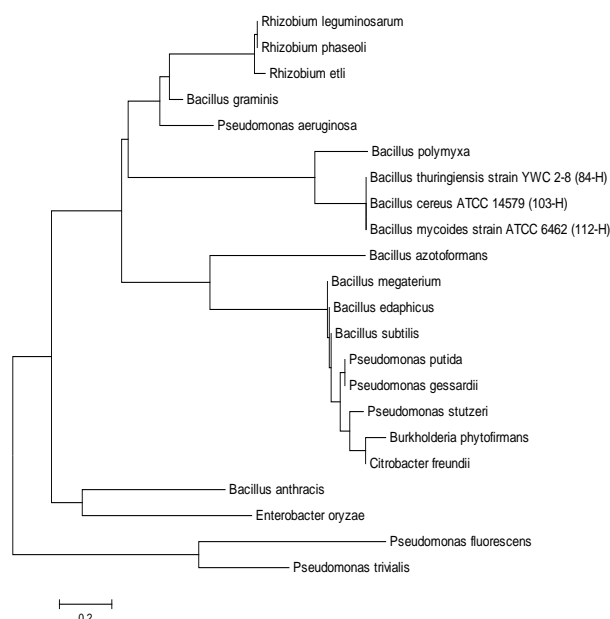 Rhizobium leguminosarum
Rhizobium phaseoli
Rhizobium etli
Bacillus graminis
Pseudomonas aeruginosa
Bacillus polymyxa
Bacillus thuringiensis strain YWC 2-8 (84-H)
Bacillus cereus ATCC 14579 (103-H)
Bacillus mycoides strain ATCC 6462 (112-H)
Bacillus azotoformans
Bacillus megaterium
Bacillus edaphicus
Bacillus subtilis
Pseudomonas putida
Pseudomonas gessardii
Pseudomonas stutzeri
Burkholderia phytofirmans
Citrobacter freundii
Bacillus anthracis
Enterobacter oryzae
Pseudomonas fluorescens
Pseudomonas trivialis
0.2